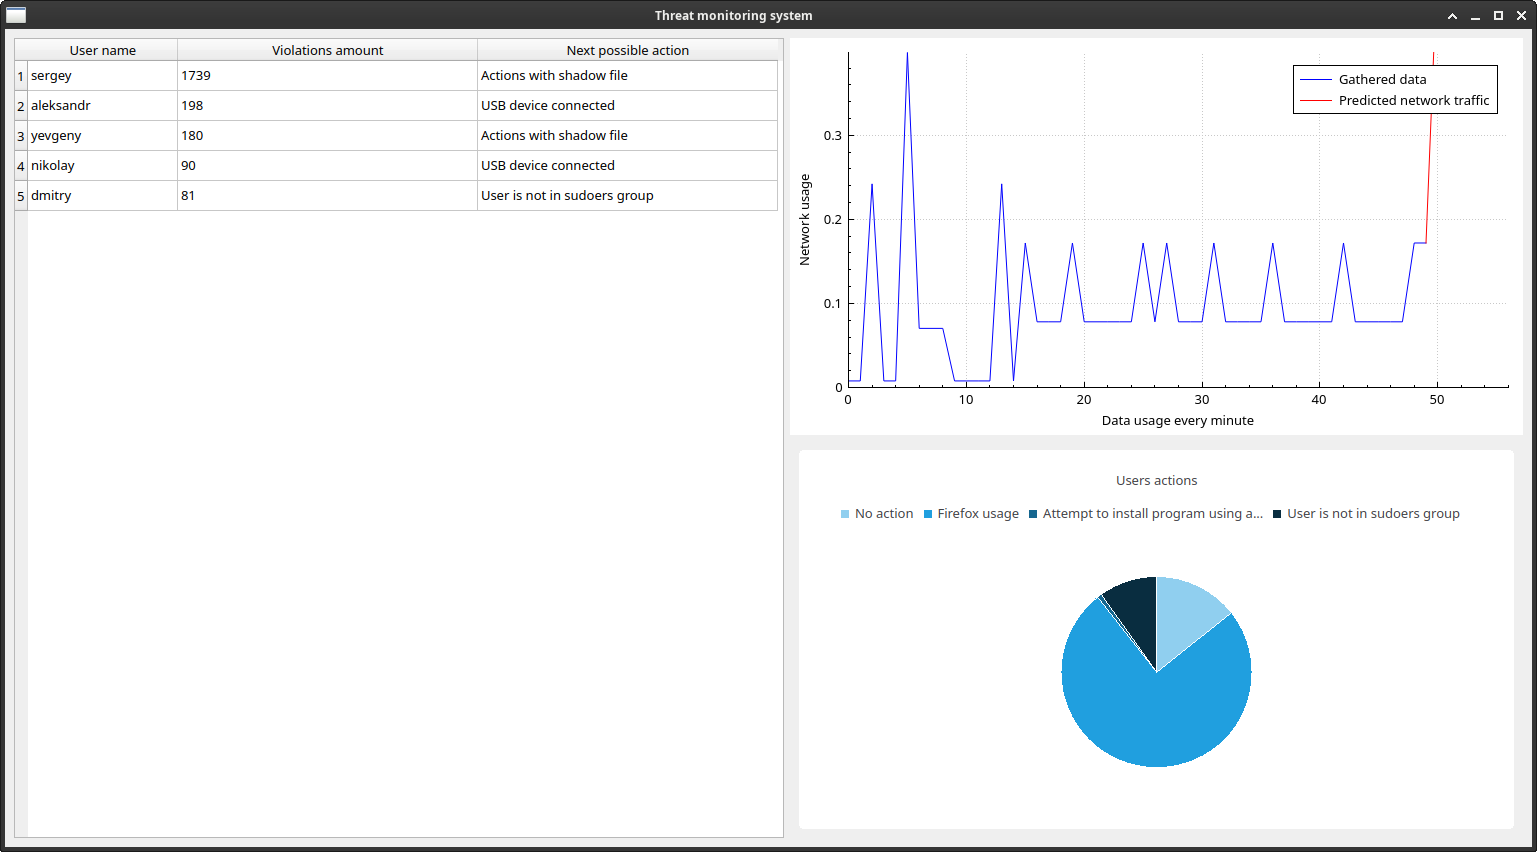 Threat monitoring system
User name Violations amount Next possible action
1 sergey 1739 Actions with shadow file
2 aleksandr 198 USB device connected
3 yevgeny 180 Actions with shadow file
4 nikolay 90 USB device connected
5 dmitry 81 User is not in sudoers group
Gathered data
Predicted network traffic
Network usage
0.3
0.2
0.1
0
0 10 20 30 40 50
Data usage every minute
Users actions
No action Firefox usage Attempt to install program using a... User is not in sudoers group